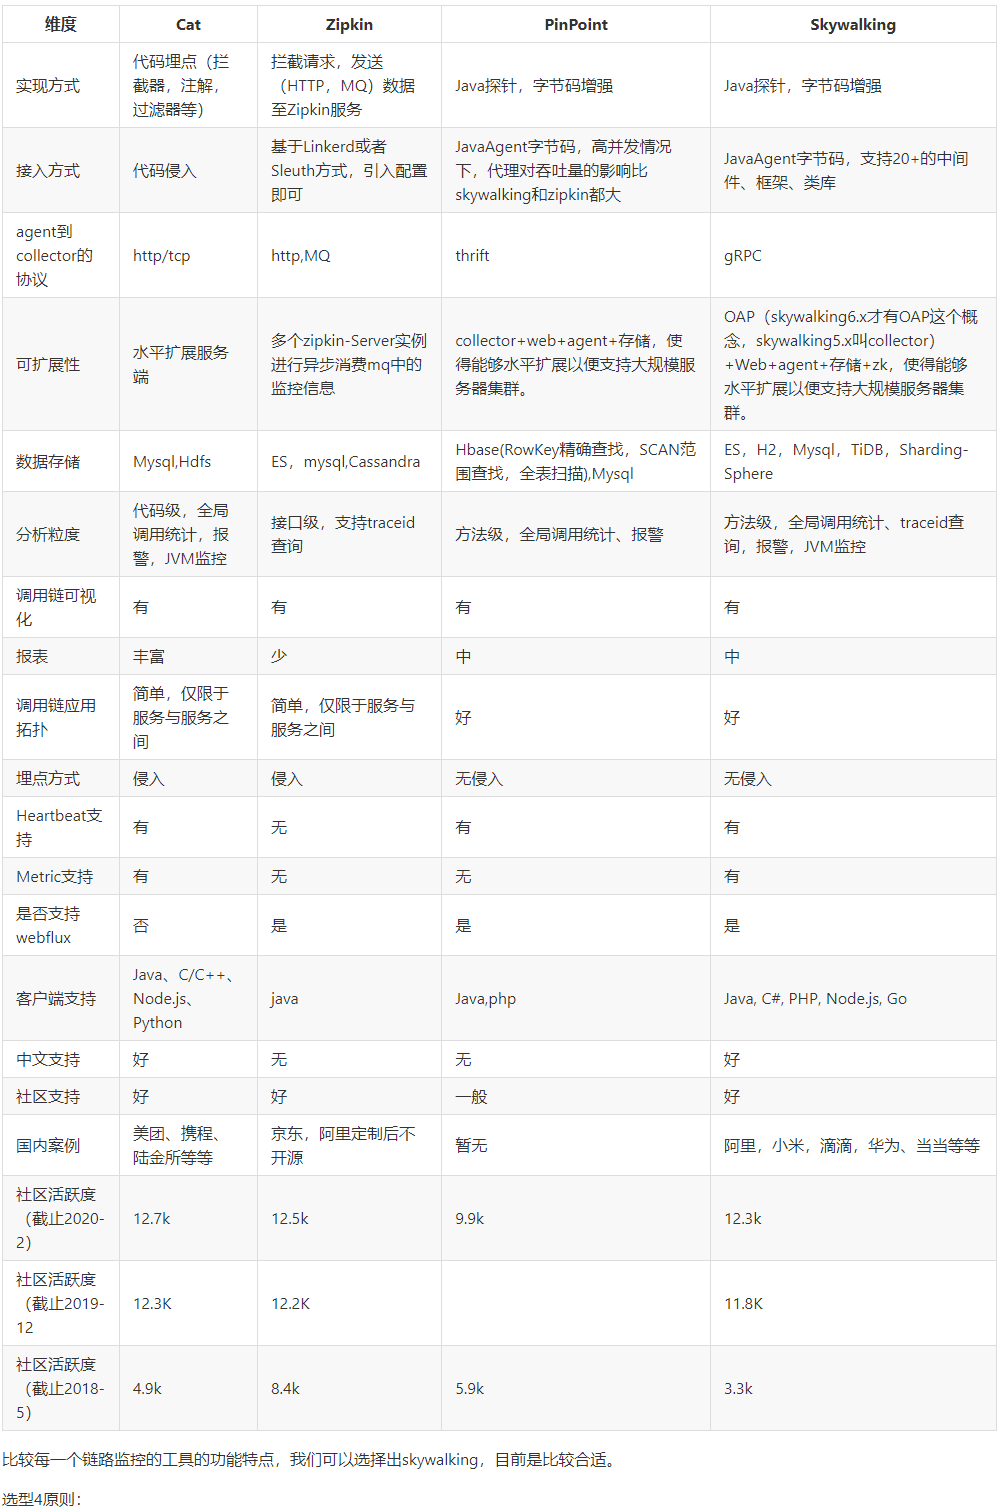 维度 Cat Zipkin PinPoint Skywalking
实现方式
代码埋点（拦
截器，注解，
过滤器等）
拦截请求，发送
（HTTP，MQ）数据
至Zipkin服务
Java探针，字节码增强
Java探针，字节码增强
接入方式
代码侵入
基于Linkerd或者
Sleuth方式，引入配置
即可
JavaAgent字节码，高并发情况
下，代理对吞吐量的影响比
skywalking和zipkin都大
JavaAgent字节码，支持20+的中间
件、框架、类库
agent到
collector的
协议
http/tcp
http,MQ
thrift
gRPC
可扩展性
水平扩展服务
端
多个zipkin-Server实例
进行异步消费mq中的
监控信息
collector+web+agent+存储，使
得能够水平扩展以便支持大规模服
务器集群。
OAP（skywalking6.x才有OAP这个概
念，skywalking5.x叫collector）
+Web+agent+存储+zk，使得能够
水平扩展以便支持大规模服务器集
群。
数据存储
Mysql,Hdfs
ES，mysql,Cassandra
Hbase(RowKey精确查找，SCAN范
围查找，全表扫描),Mysql
ES，H2，Mysql，TiDB，Sharding-
Sphere
分析粒度
代码级，全局
调用统计，报
警，JVM监控
接口级，支持traceid
查询
方法级，全局调用统计、报警
方法级，全局调用统计、traceid查
询，报警，JVM监控
调用链可视
化
有
有
有
有
报表
丰富
少
中
中
调用链应用
拓扑
简单，仅限于
服务与服务之
间
简单，仅限于服务与
服务之间
好
好
埋点方式
侵入
侵入
无侵入
无侵入
Heartbeat支
持
有
无
有
有
Metric支持
有
无
无
有
是否支持
webflux
否
是
是
是
客户端支持
Java、C/C++、
Node.js、
Python
java
Java,php
Java, C#, PHP, Node.js, Go
中文支持
好
无
无
好
社区支持
好
好
一般
好
国内案例
美团、携程、
陆金所等等
京东，阿里定制后不
开源
暂无
阿里，小米，滴滴，华为、当当等等
社区活跃度
（截止2020-
2）
12.7k
12.5k
9.9k
12.3k
社区活跃度
（截止2019-
12
12.3K
12.2K
11.8K
社区活跃度
（截止2018-
5）
4.9k
8.4k
5.9k
3.3k
比较每一个链路监控的工具的功能特点，我们可以选择出skywalking，目前是比较合适。
选型4原则：